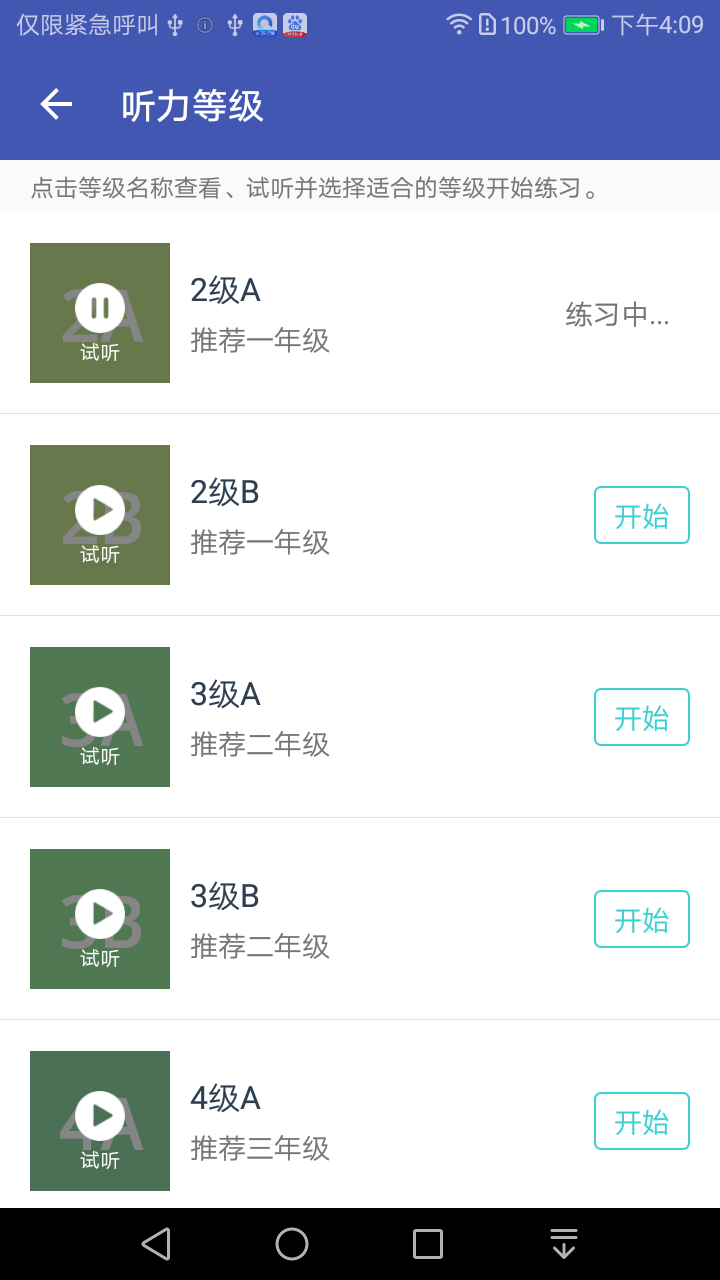 仅限紧急呼叫 100% 下午4:09
听力等级
点击等级名称查看、试听并选择适合的等级开始练习。
2A
试听
2级A
推荐一年级
练习中...
2B
试听
2级B
推荐一年级
开始
3A
试听
3级A
推荐二年级
开始
3B
试听
3级B
推荐二年级
开始
4A
试听
4级A
推荐三年级
开始